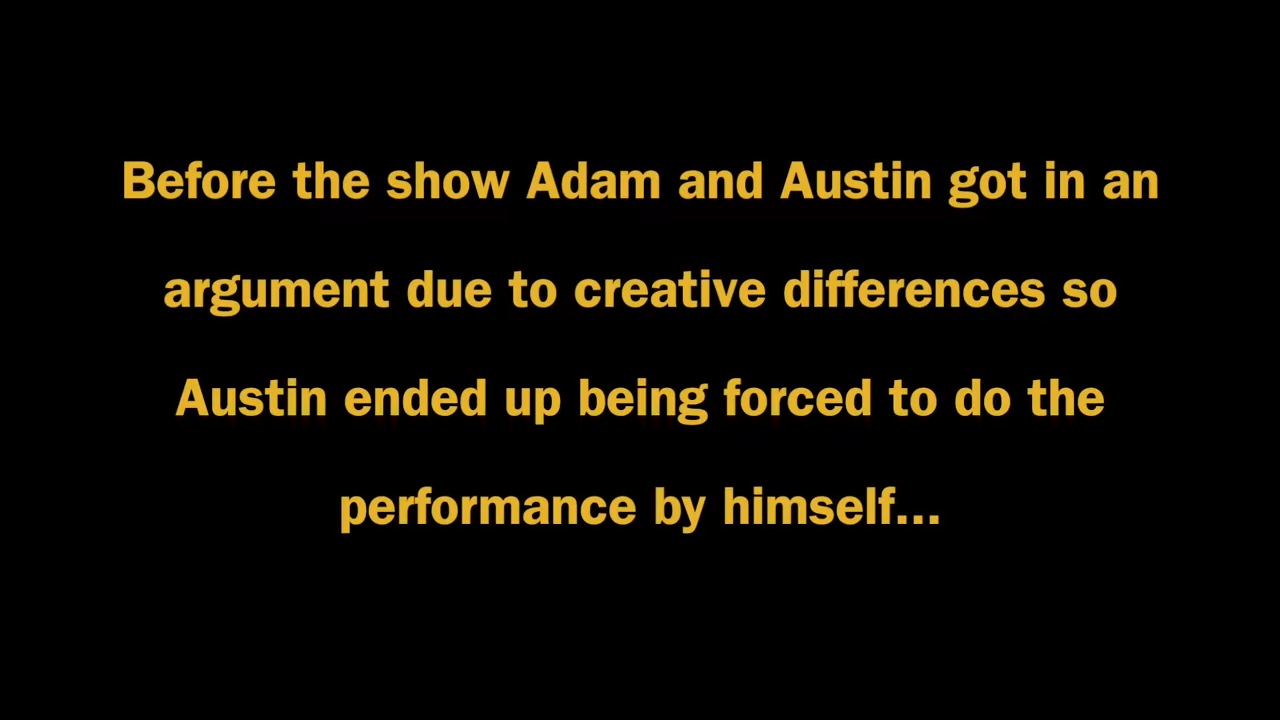 Before the show Adam and Austin got in an
argument due to creative differences so
Austin ended up being forced to do the
performance by himself...